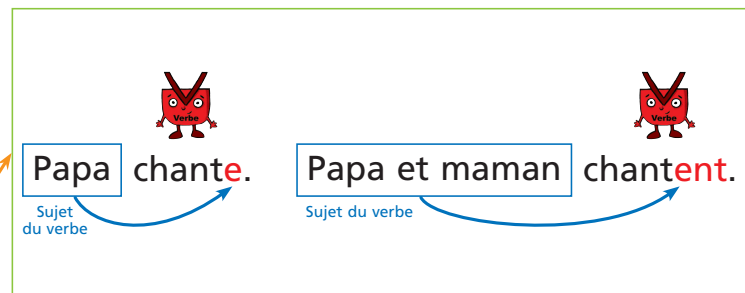 Verbe Verbe
Papa chante. Papa et maman chantent.
Sujet
du verbe
Sujet du verbe